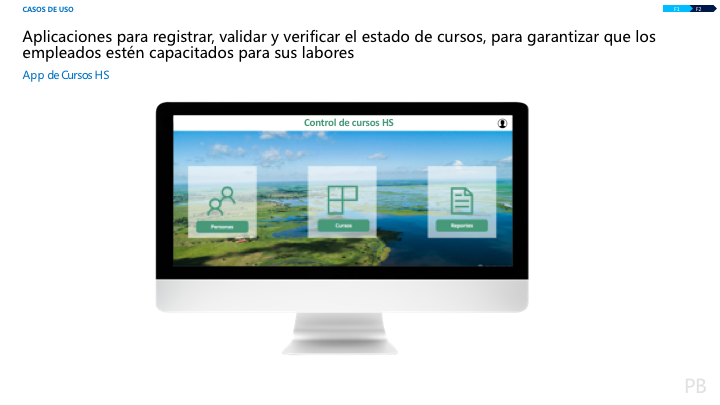 CASOS DE USO
F1 F2
Aplicaciones para registrar, validar y verificar el estado de cursos, para garantizar que los
empleados estén capacitados para sus labores
App de Cursos HS
Control de cursos HS
Personas Cursos Reportes
PB